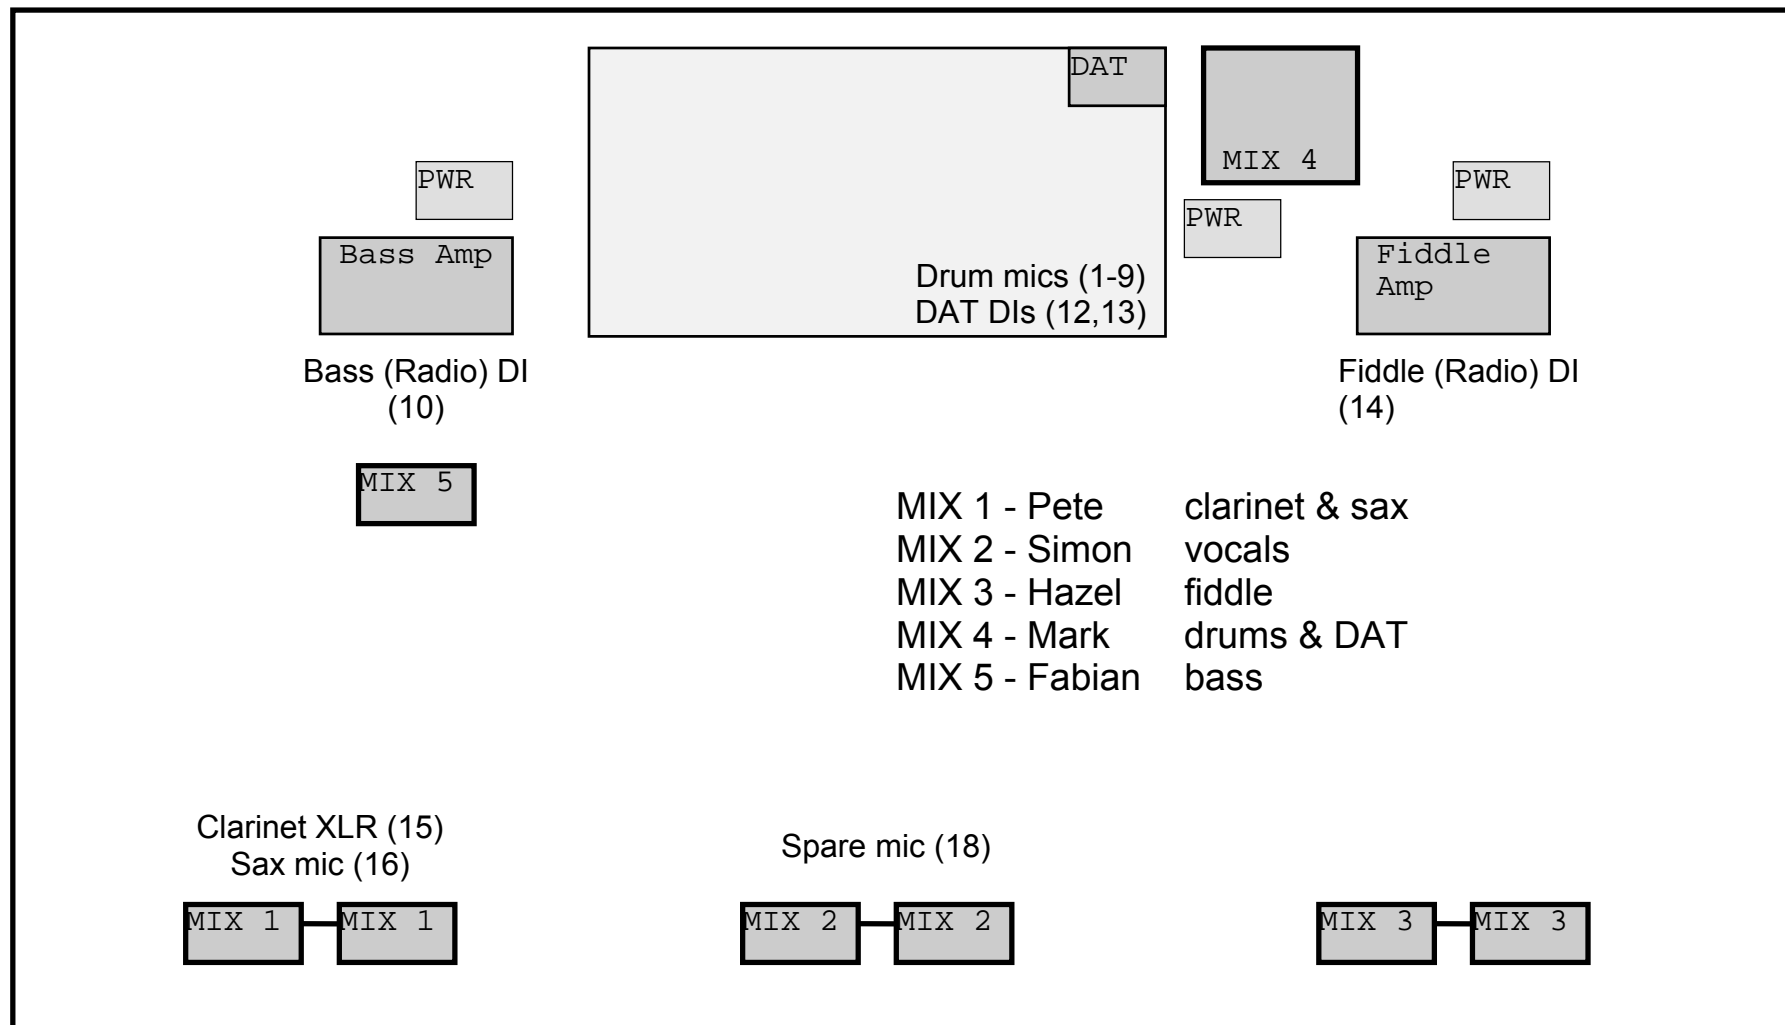 DAT
MIX 4
PWR
PWR
PWR
Bass Amp
Fiddle
Amp
Drum mics (1-9)
DAT DIs (12,13)
Bass (Radio) DI
(10)
Fiddle (Radio) DI
(14)
MIX 5
MIX 1 - Pete clarinet & sax
MIX 2 - Simon vocals
MIX 3 - Hazel fiddle
MIX 4 - Mark drums & DAT
MIX 5 - Fabian bass
Clarinet XLR (15)
Sax mic (16)
Spare mic (18)
MIX 1 MIX 1
MIX 2 MIX 2
MIX 3 MIX 3